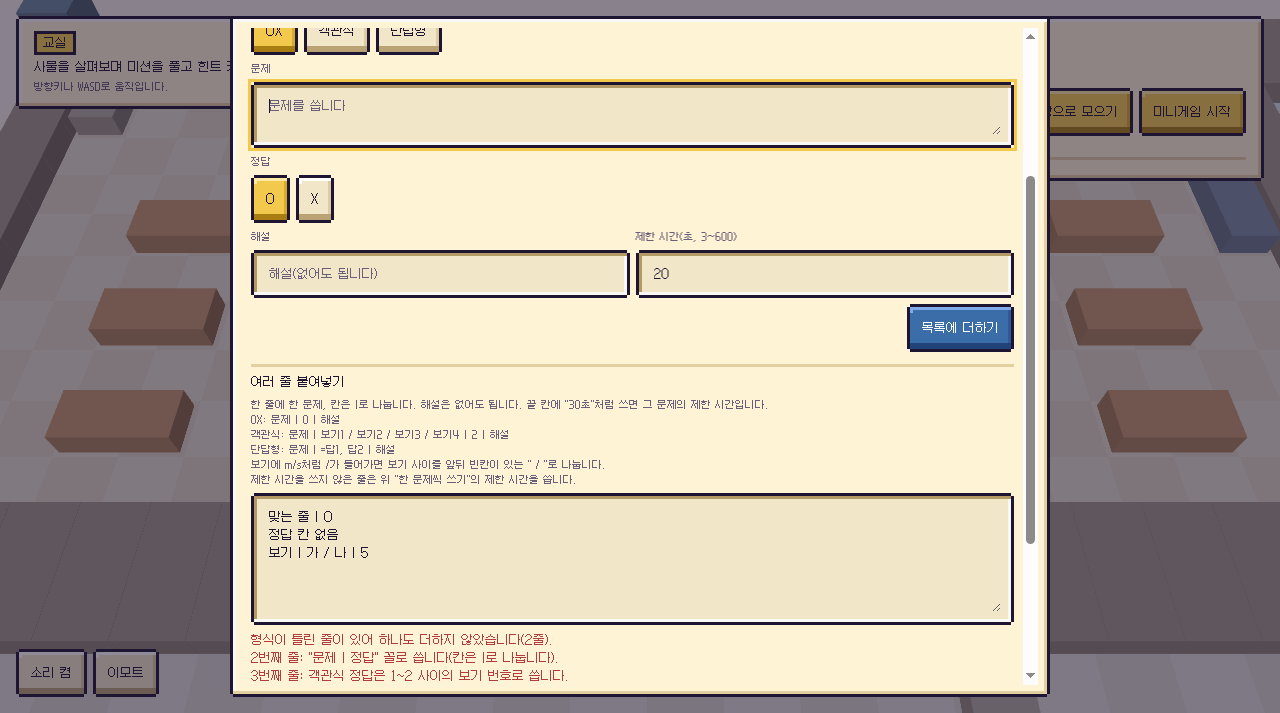 교실
사물을 살펴보며 미션을 풀고 힌트
방향키나 WASD로 움직입니다.
OX
객관식
단답형
문제
문제를 씁니다
정답
O
X
해설
제한 시간(초, 3~600)
해설(없어도 됩니다)
20
목록에 더하기
으로 모으기
미니게임 시작
여러 줄 붙여넣기
한 줄에 한 문제, 칸은 |로 나눕니다. 해설은 없어도 됩니다. 끝 칸에 "30초"처럼 쓰면 그 문제의 제한 시간입니다.
OX: 문제 | O | 해설
객관식: 문제 | 보기1 / 보기2 / 보기3 / 보기4 | 2 | 해설
단답형: 문제 | =답1, 답2 | 해설
보기에 m/s처럼 /가 들어가면 보기 사이를 앞뒤 빈칸이 있는 " / "로 나눕니다.
제한 시간을 쓰지 않은 줄은 위 "한 문제씩 쓰기"의 제한 시간을 씁니다.
맞는 줄 | O
정답 칸 없음
보기 | 가 / 나 | 5
형식이 틀린 줄이 있어 하나도 더하지 않았습니다(2줄).
2번째 줄: "문제 | 정답" 꼴로 씁니다(칸은 |로 나눕니다).
3번째 줄: 객관식 정답은 1~2 사이의 보기 번호로 씁니다.
소리 켬
이모트